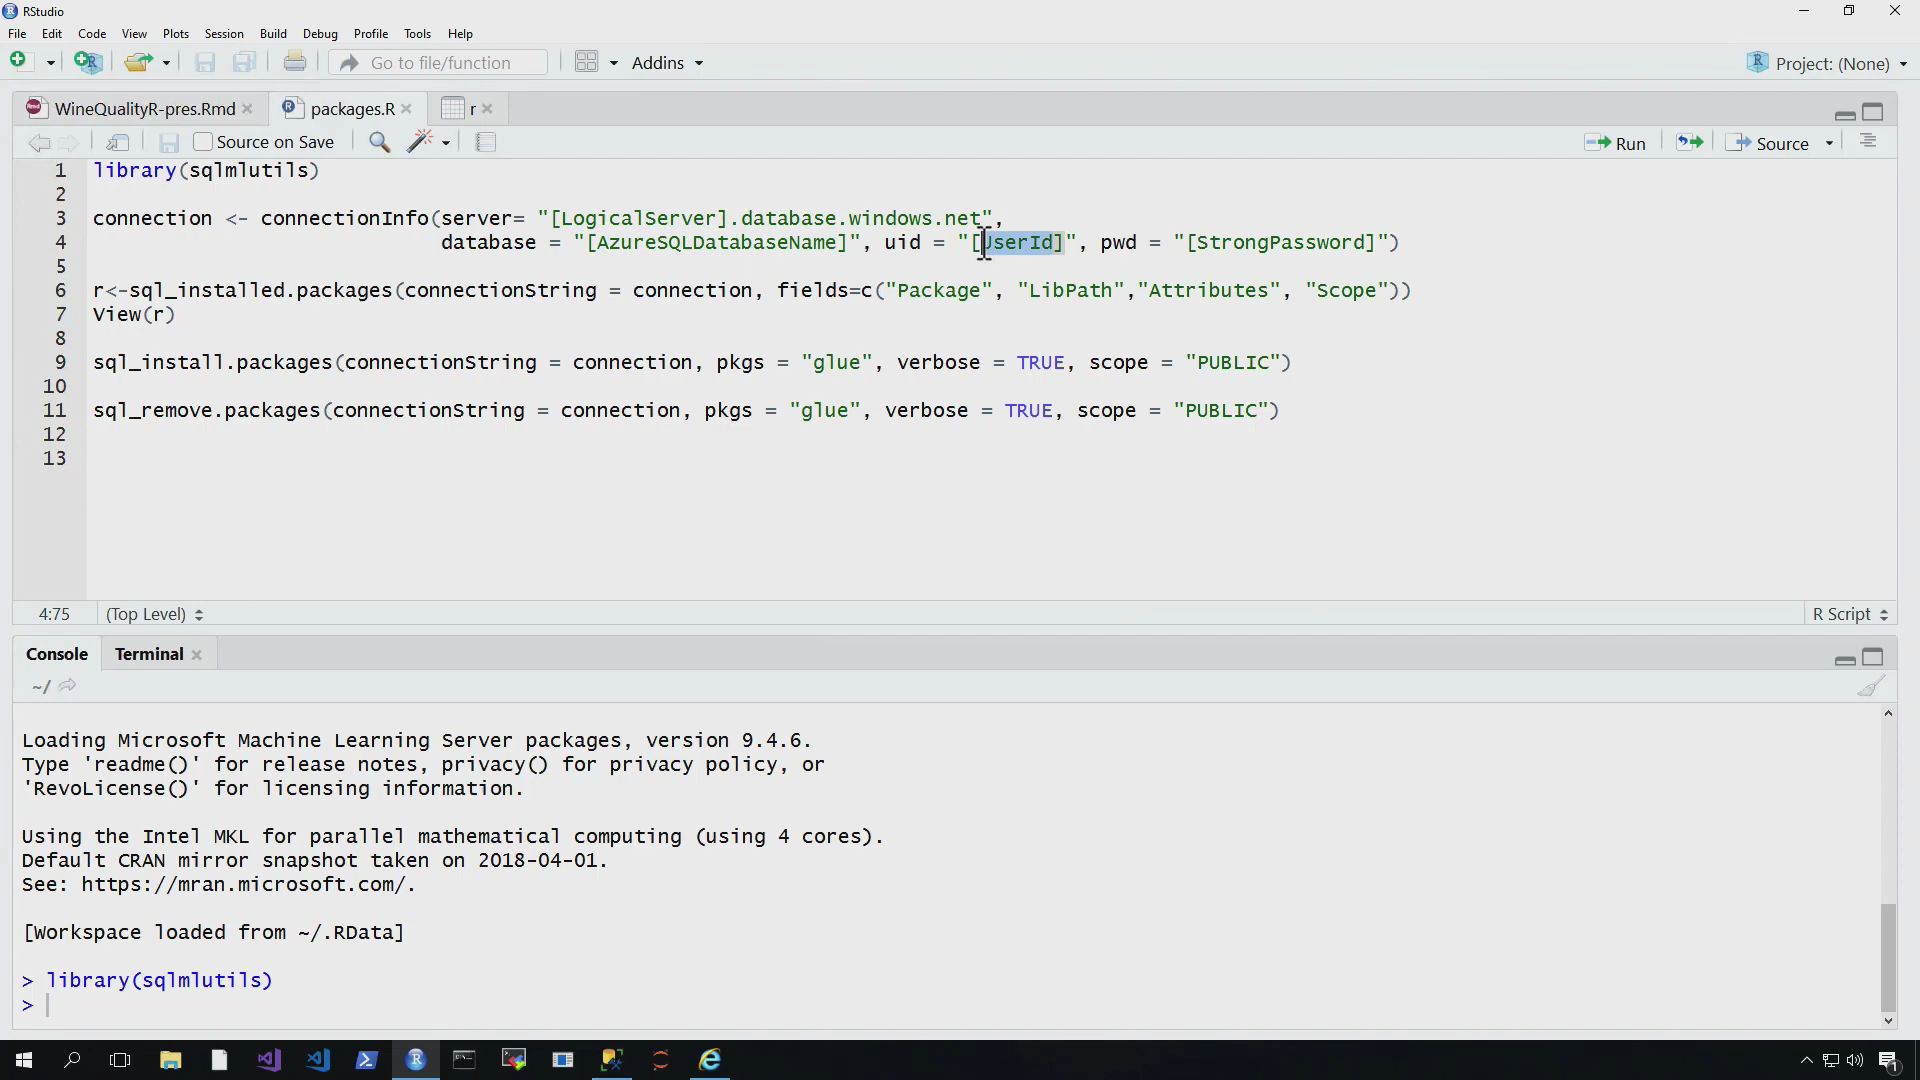 RStudio
File Edit Code View Plots Session Build Debug Profile Tools Help
Go to file/function Addins Project: (None)
WineQualityR-pres.Rmd packages.R r
Source on Save Run Source
1 library(sqlmlutils)
2
3 connection <- connectionInfo(server= "[LogicalServer].database.windows.net",
4 database = "[AzureSQLDatabaseName]", uid = "[UserId]", pwd = "[StrongPassword]")
5
6 r<-sql_installed.packages(connectionString = connection, fields=c("Package", "LibPath","Attributes", "Scope"))
7 View(r)
8
9 sql_install.packages(connectionString = connection, pkgs = "glue", verbose = TRUE, scope = "PUBLIC")
10
11 sql_remove.packages(connectionString = connection, pkgs = "glue", verbose = TRUE, scope = "PUBLIC")
12
13
4:75 (Top Level) R Script
Console Terminal
~/
Loading Microsoft Machine Learning Server packages, version 9.4.6.
Type 'readme()' for release notes, privacy() for privacy policy, or
'RevoLicense()' for licensing information.
Using the Intel MKL for parallel mathematical computing (using 4 cores).
Default CRAN mirror snapshot taken on 2018-04-01.
See: https://mran.microsoft.com/.
[Workspace loaded from ~/.RData]
> library(sqlmlutils)
>